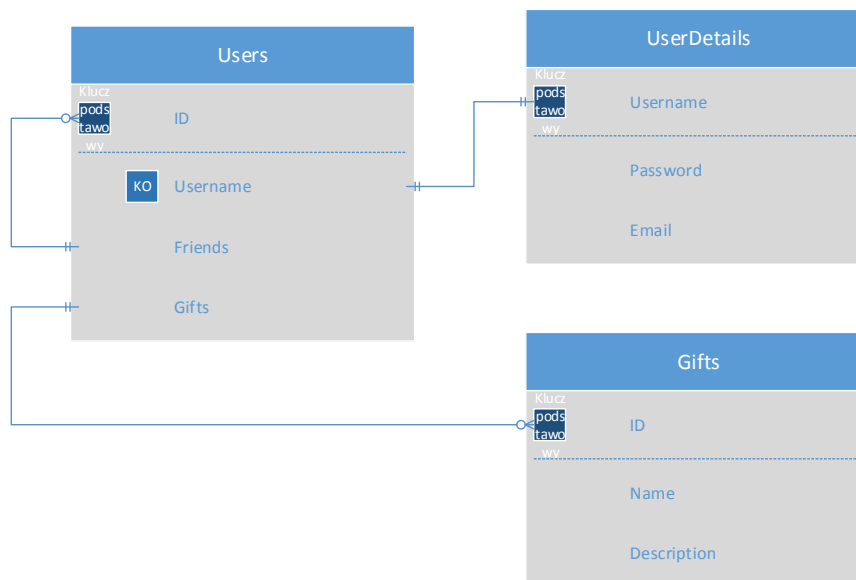 Users
Klucz
pods
tawo
wy
ID
KO
Username
Friends
Gifts
UserDetails
Klucz
pods
tawo
wy
Username
Password
Email
Gifts
Klucz
pods
tawo
wy
ID
Name
Description